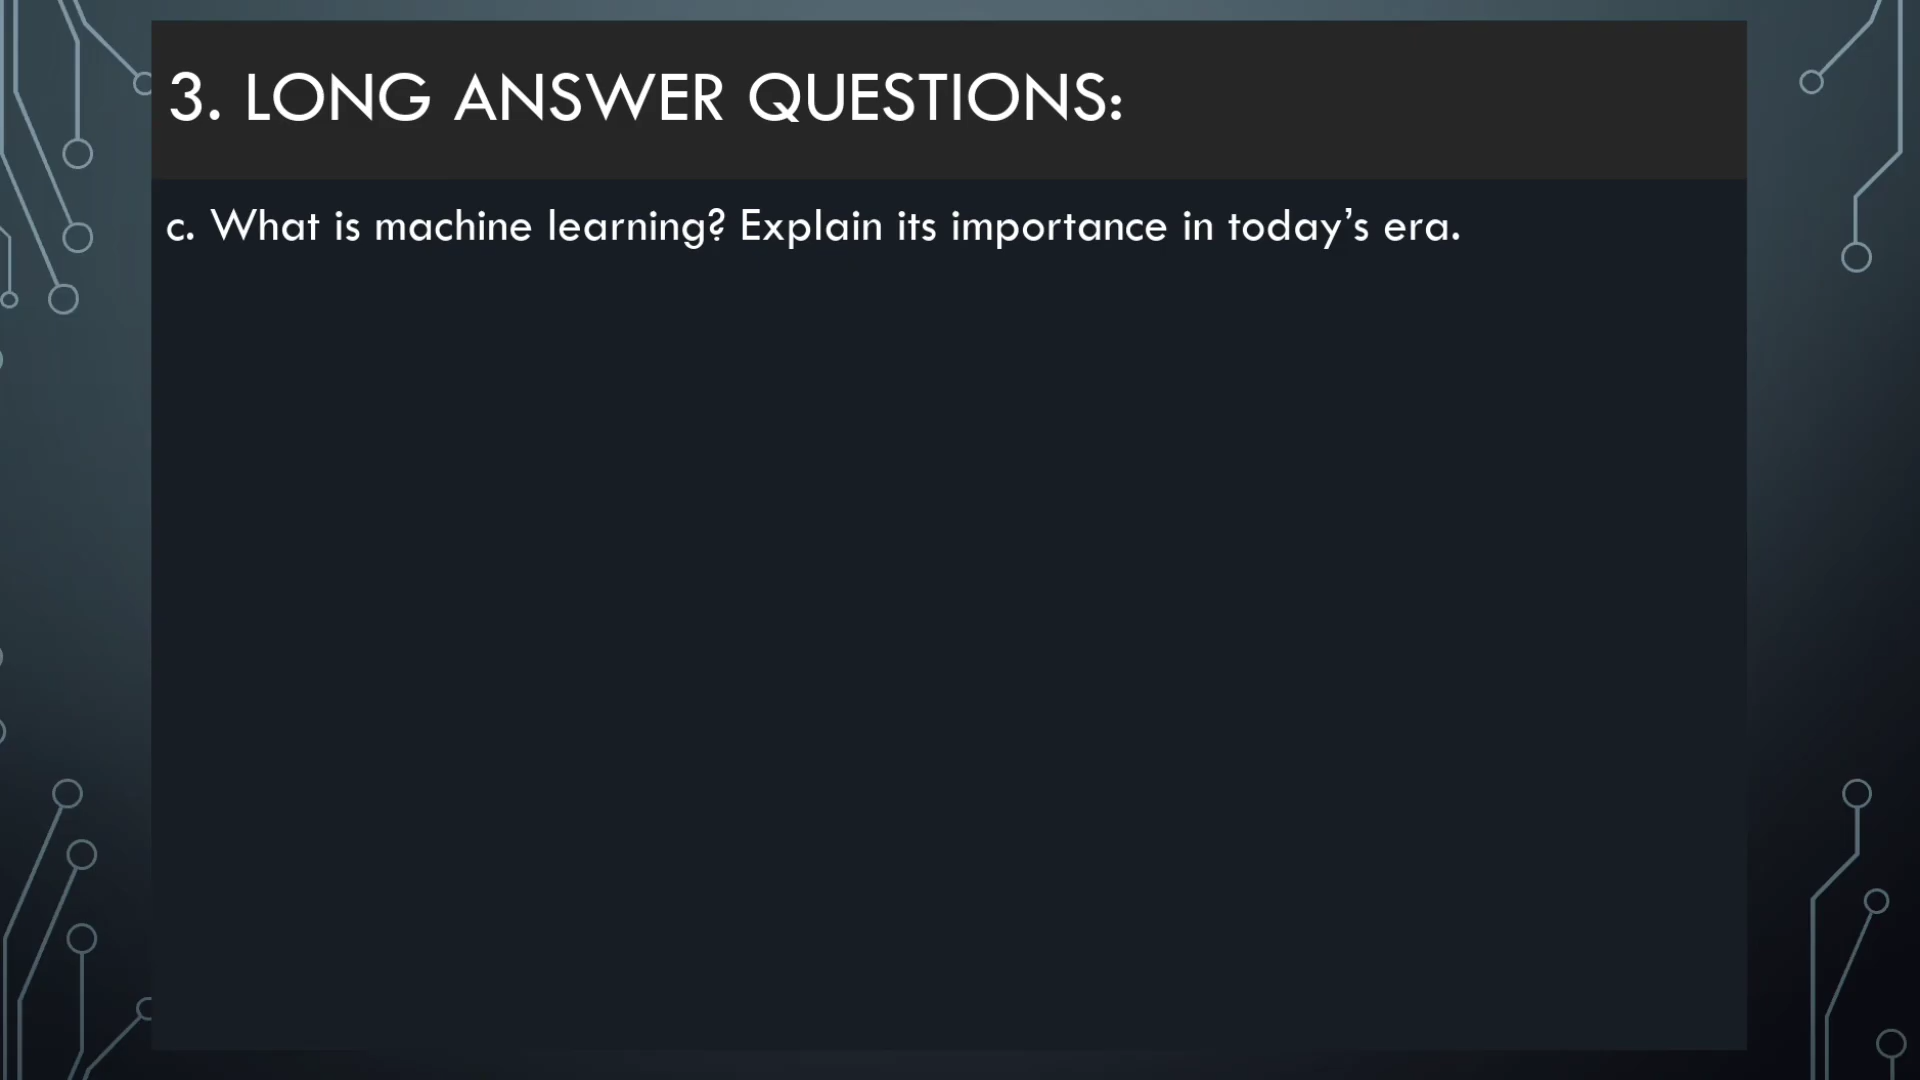 3. LONG ANSWER QUESTIONS:
c. What is machine learning? Explain its importance in today’s era.